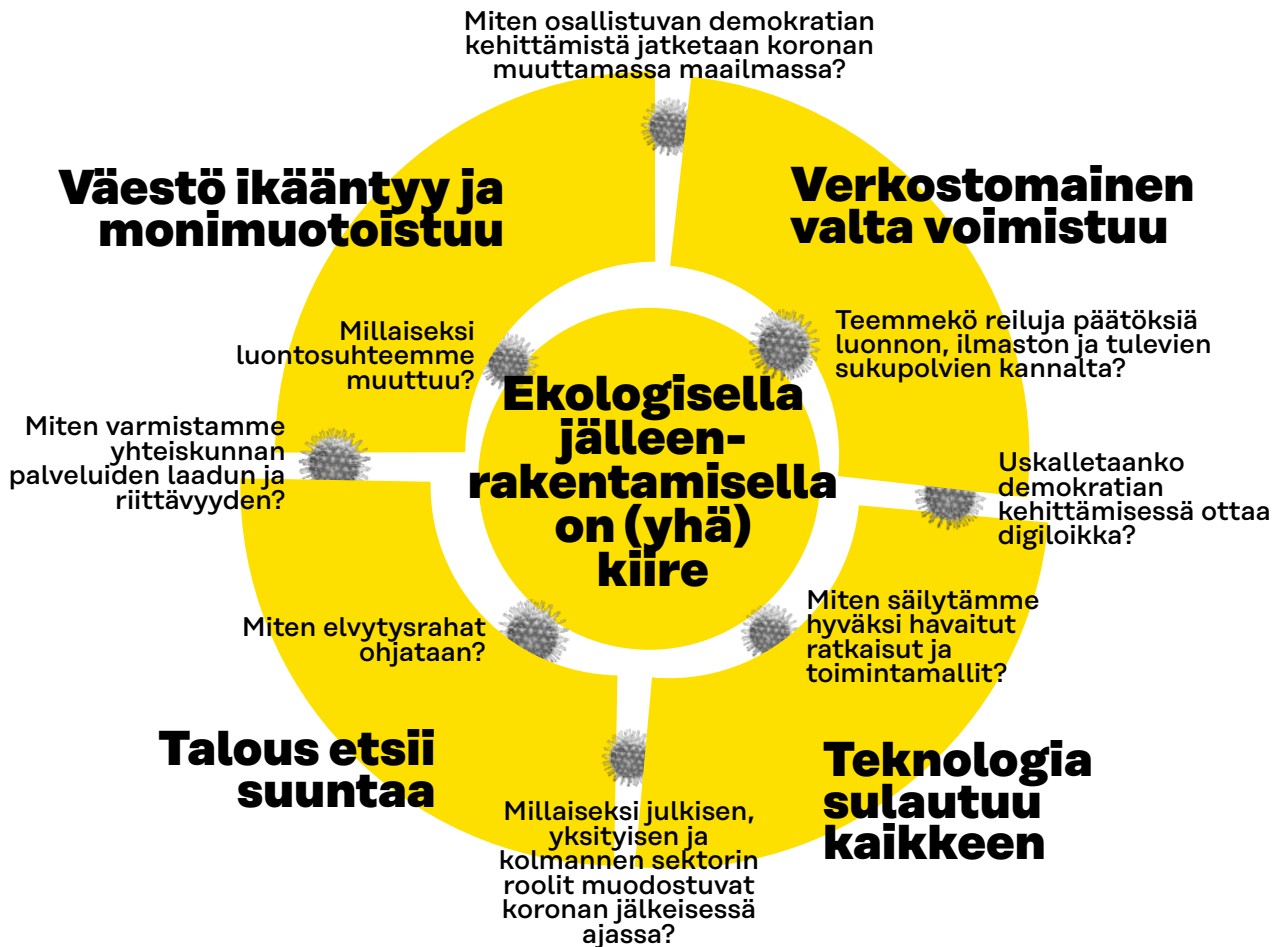 Miten osallistuvan demokratian
kehittämistä jatketaan koronan
muuttamassa maailmassa?
Väestö ikääntyy ja
monimuotoistuu
Verkostomainen
valta voimistuu
Millaiseksi
luontosuhteemme
muuttuu?
Teemmekö reiluja päätöksiä
luonnon, ilmaston ja tulevien
sukupolvien kannalta?
Miten varmistamme
yhteiskunnan
palveluiden laadun ja
riittävyyden?
Ekologisella
jälleen-
rakentamisella
on (yhä)
kiire
Uskalletaanko
demokratian
kehittämisessä ottaa
digiloikka?
Miten elvytysrahat
ohjataan?
Miten säilytämme
hyväksi havaitut
ratkaisut ja
toimintamallit?
Talous etsii
suuntaa
Teknologia
sulautuu
kaikkeen
Millaiseksi julkisen,
yksityisen ja
kolmannen sektorin
roolit muodostuvat
koronan jälkeisessä
ajassa?